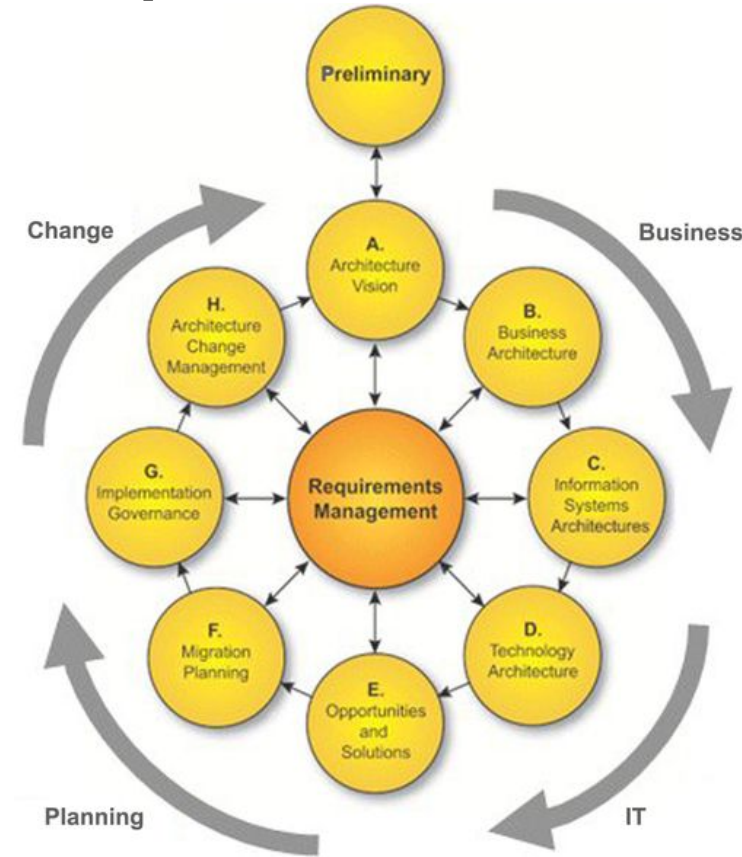 Preliminary
Change
Business
A.
Architecture
Vision
H.
Architecture
Change
Management
B.
Business
Architecture
G.
Implementation
Governance
Requirements
Management
C.
Information
Systems
Architectures
F.
Migration
Planning
D.
Technology
Architecture
E.
Opportunities
and
Solutions
Planning
IT